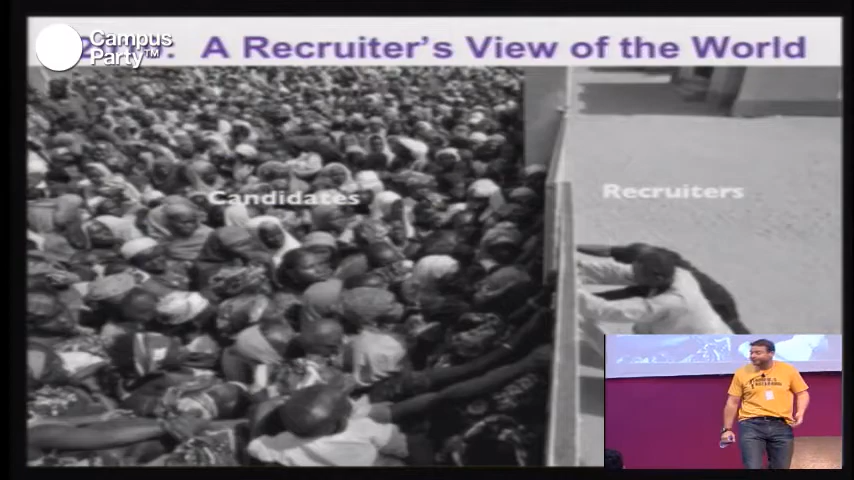 Campus
Party™
A Recruiter's View of the World
Candidates
Recruiters